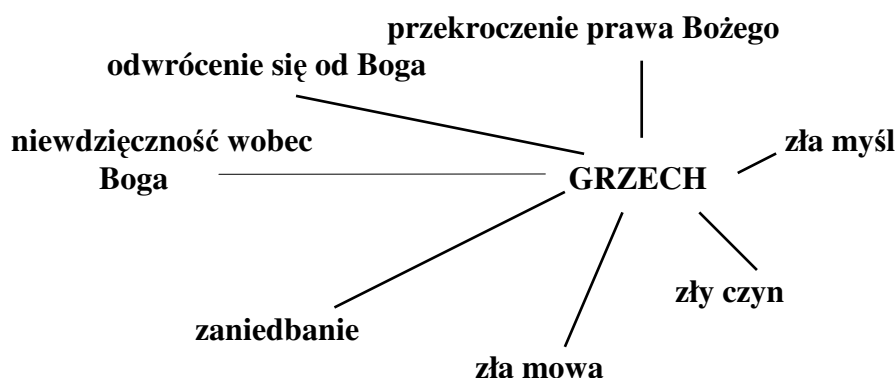 przekroczenie prawa Bożego
odwrócenie się od Boga
niewdzięczność wobec
Boga
zła myśl
GRZECH
zły czyn
zaniedbanie
zła mowa